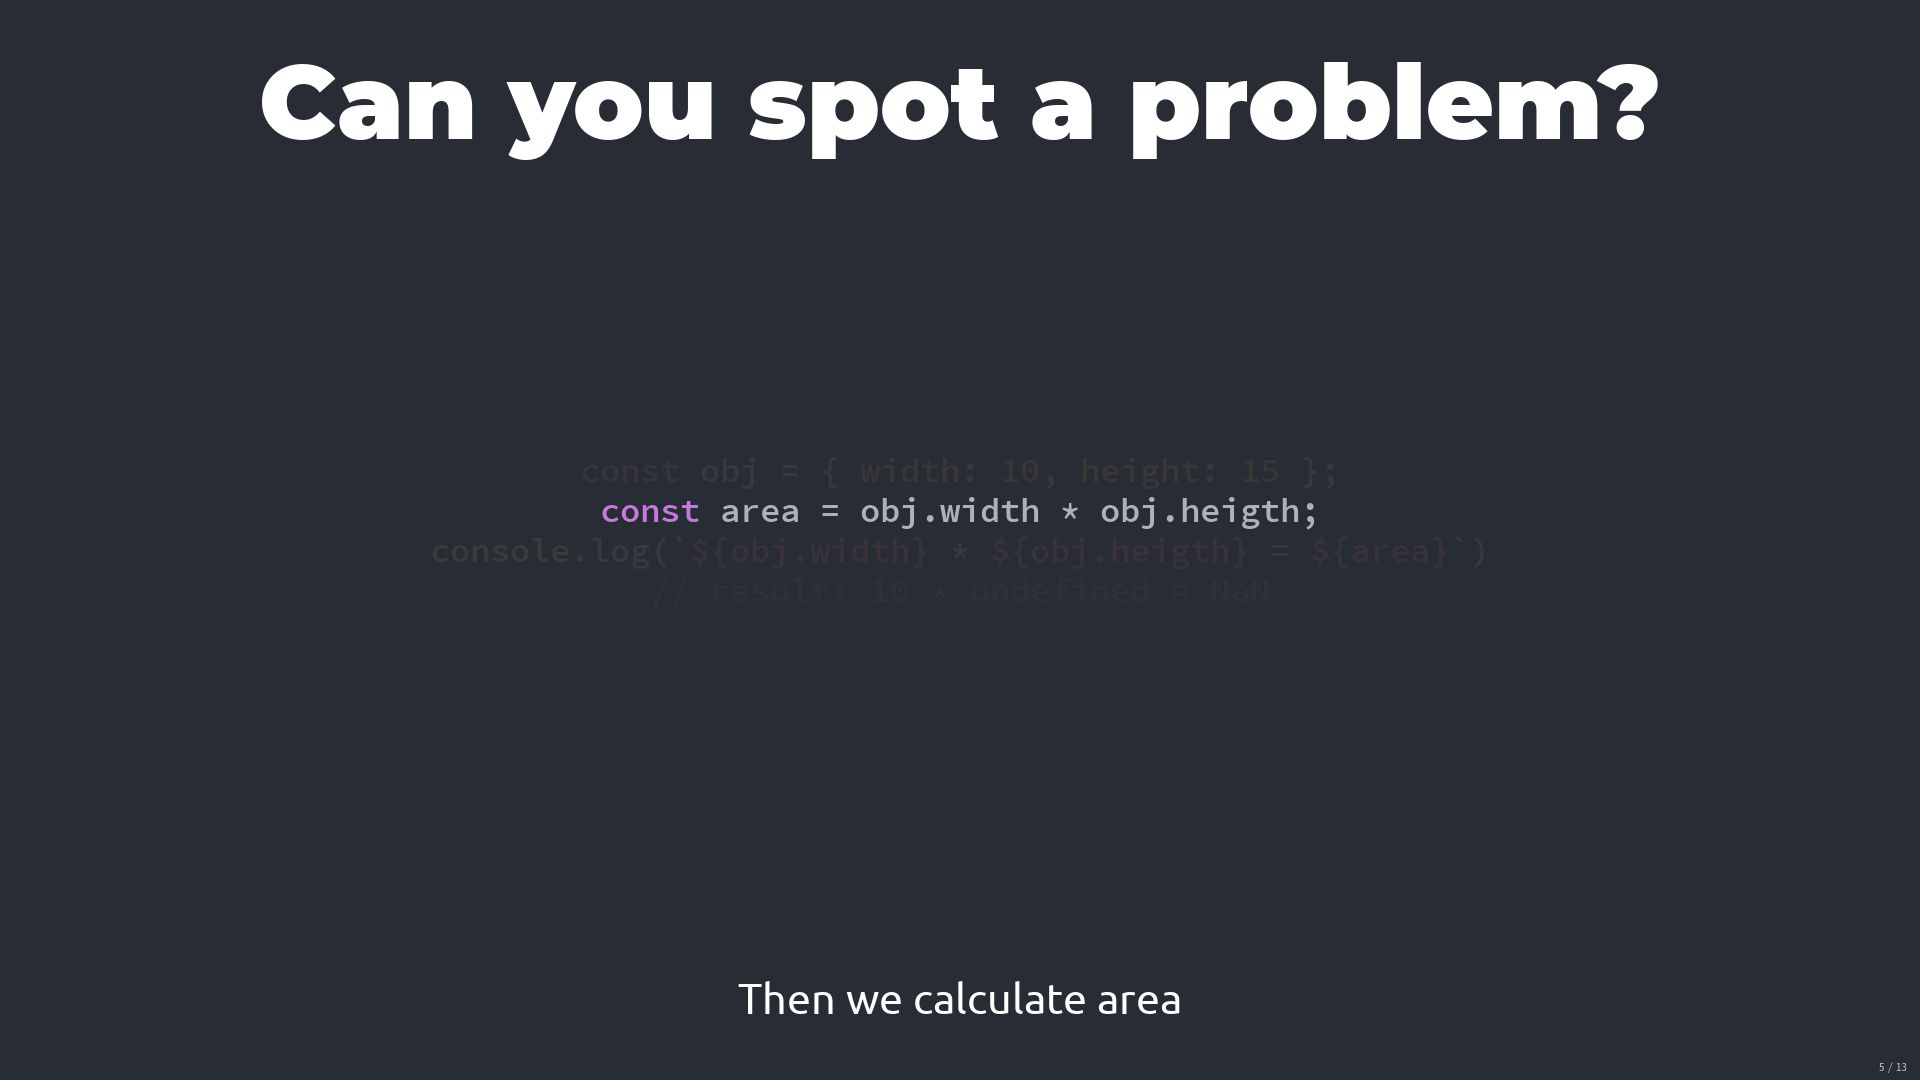 Can you spot a problem?
const obj = { width: 10, height: 15 };
const area = obj.width * obj.heigth;
console.log(`${obj.width} * ${obj.heigth} = ${area}`)
// result: 10 * undefined = NaN
Then we calculate area
5 / 13